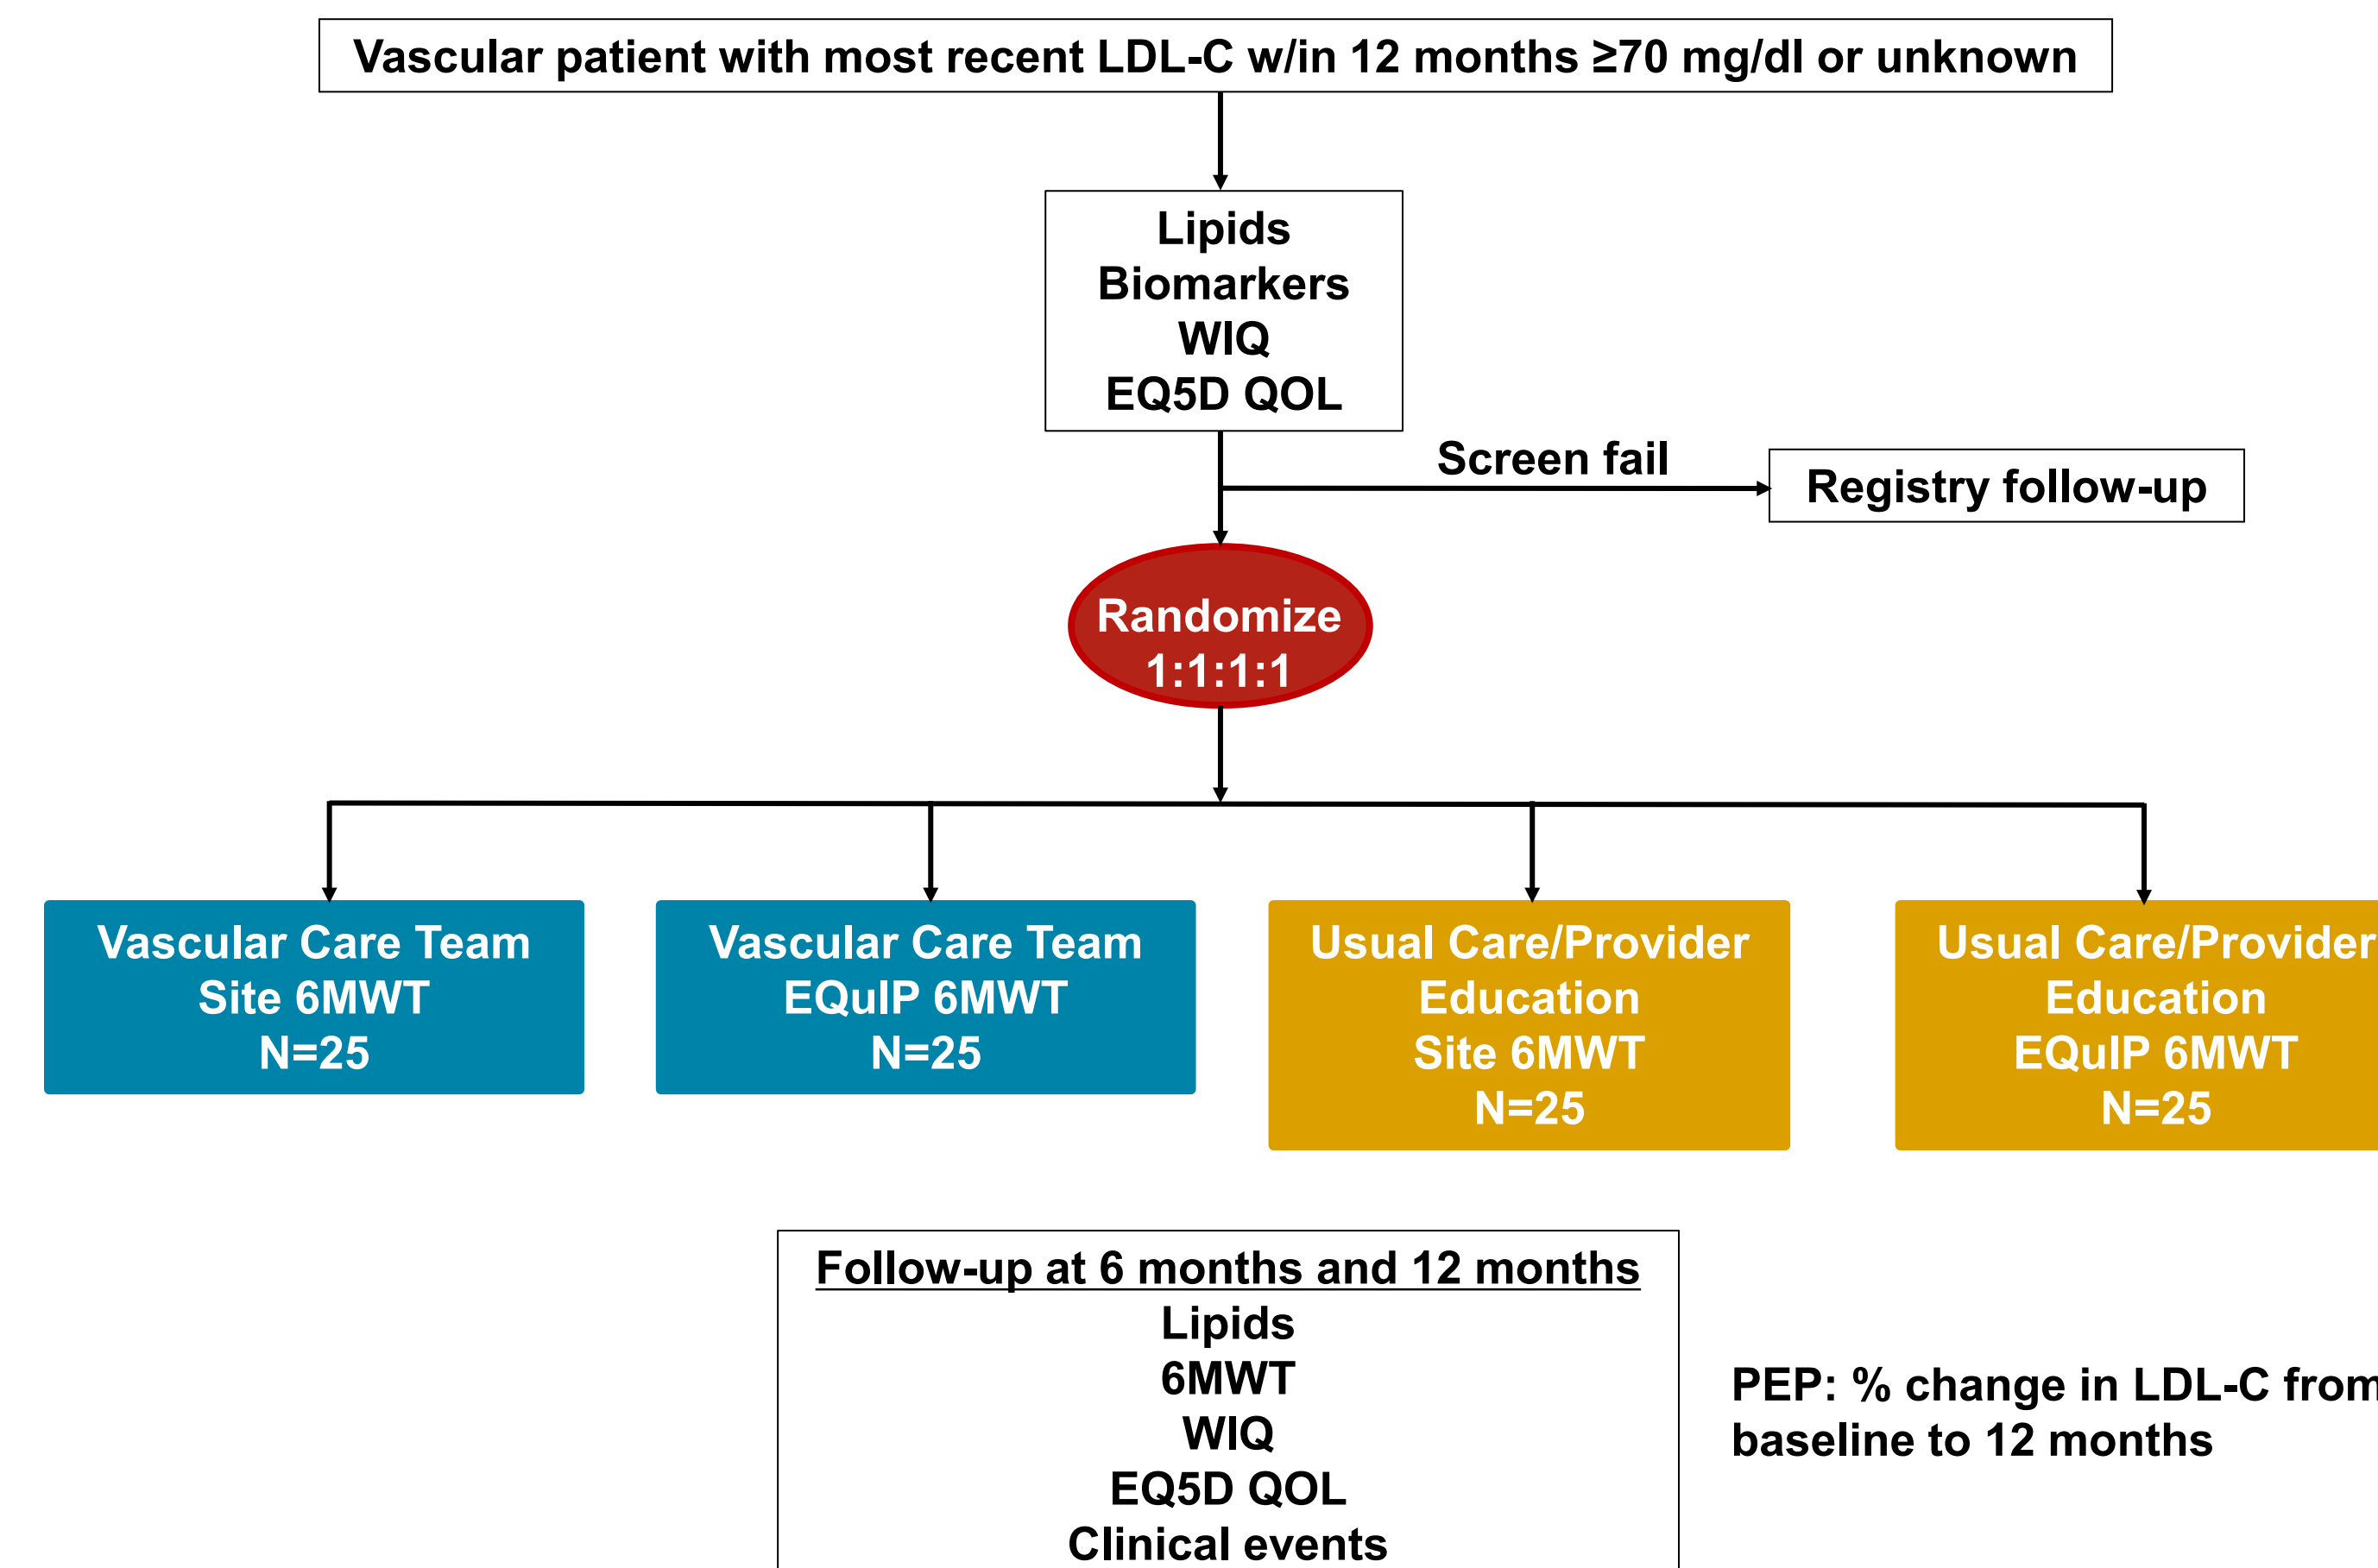 Vascular patient with most recent LDL-C w/in 12 months ≥70 mg/dl or unknown
Lipids
Biomarkers
WIQ
EQ5D QOL
Screen fail
Registry follow-up
Randomize
1:1:1:1
Vascular Care Team
Site 6MWT
N=25
Vascular Care Team
EQuIP 6MWT
N=25
Usual Care/Provider
Education
Site 6MWT
N=25
Usual Care/Provider
Education
EQuIP 6MWT
N=25
Follow-up at 6 months and 12 months
Lipids
6MWT
WIQ
EQ5D QOL
Clinical events
PEP: % change in LDL-C from
baseline to 12 months